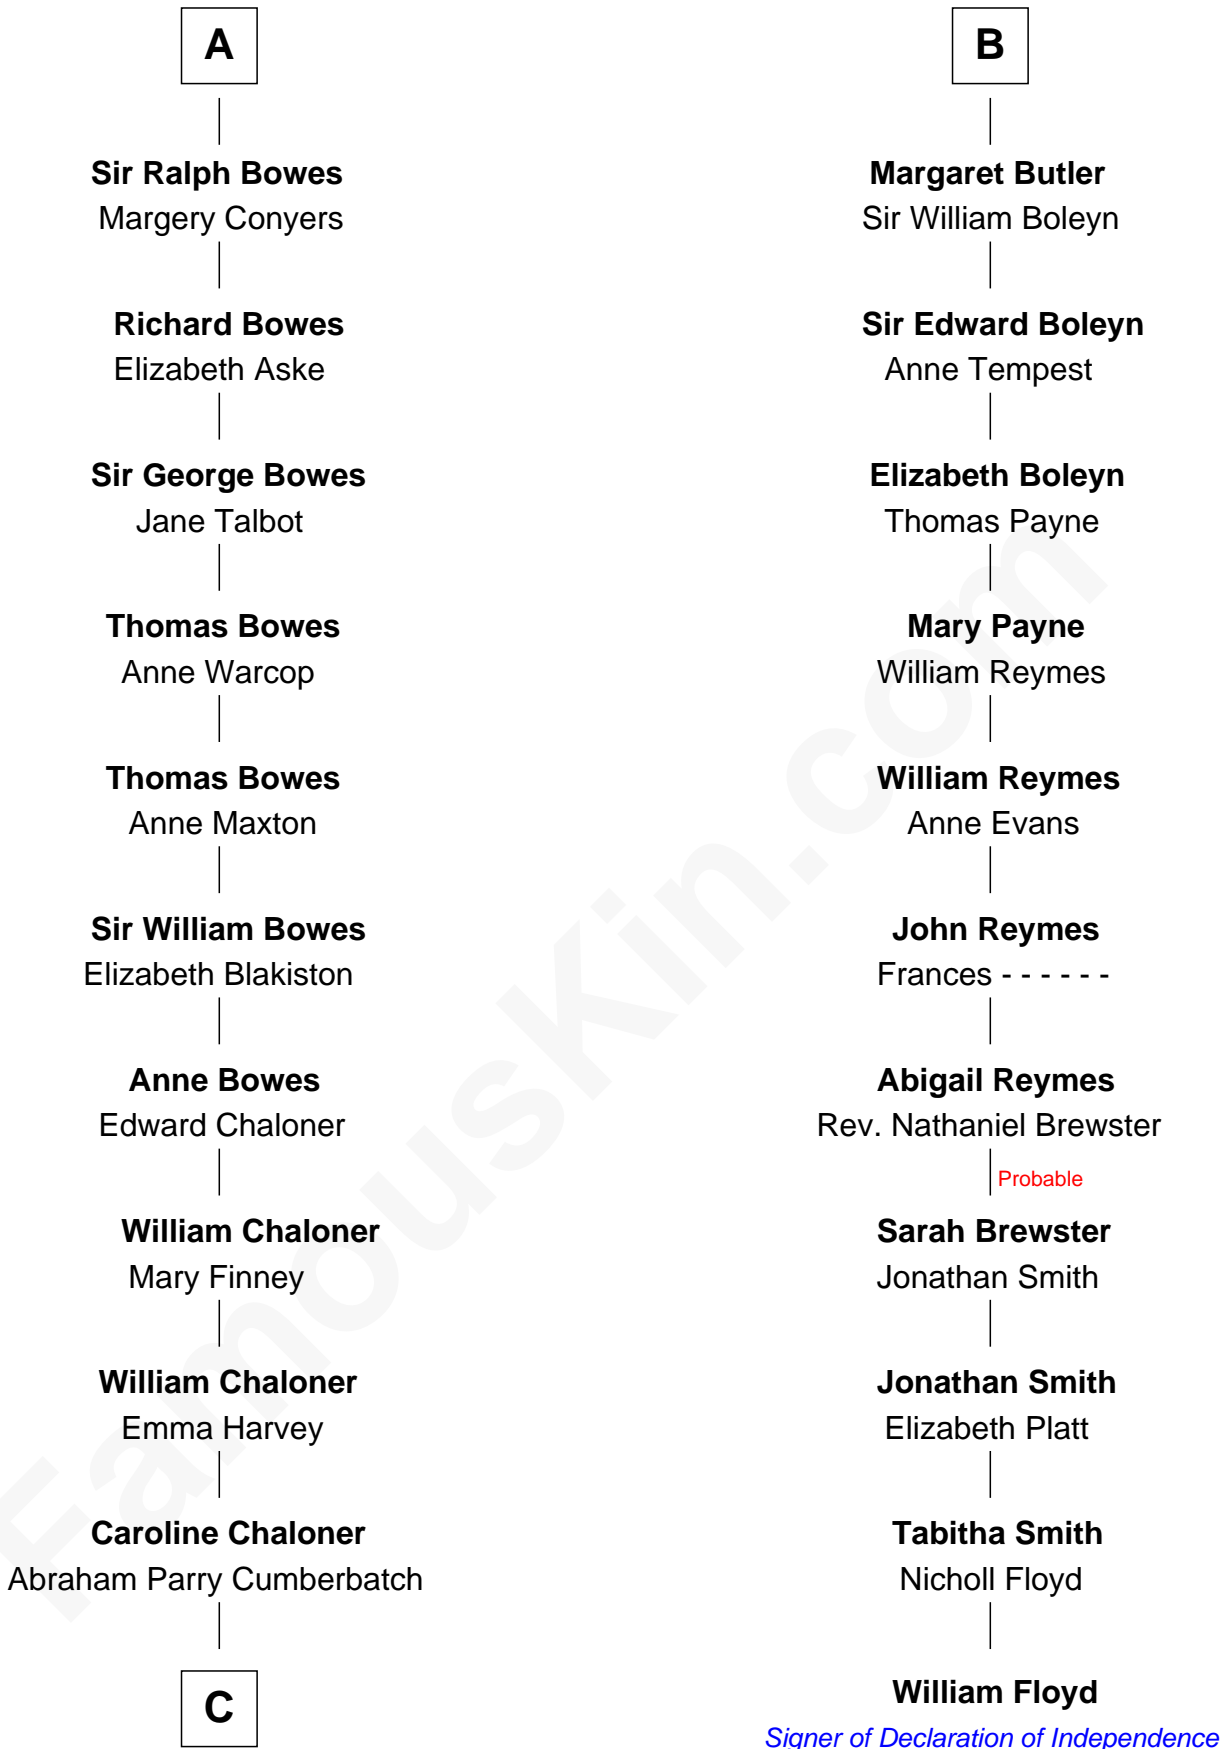 A
Sir Ralph Bowes
Margery Conyers
Richard Bowes
Elizabeth Aske
Sir George Bowes
Jane Talbot
Thomas Bowes
Anne Warcop
Thomas Bowes
Anne Maxton
Sir William Bowes
Elizabeth Blakiston
Anne Bowes
Edward Chaloner
William Chaloner
Mary Finney
William Chaloner
Emma Harvey
Caroline Chaloner
Abraham Parry Cumberbatch
C
B
Margaret Butler
Sir William Boleyn
Sir Edward Boleyn
Anne Tempest
Elizabeth Boleyn
Thomas Payne
Mary Payne
William Reymes
William Reymes
Anne Evans
John Reymes
Frances - - - - - -
Abigail Reymes
Rev. Nathaniel Brewster
Probable
Sarah Brewster
Jonathan Smith
Jonathan Smith
Elizabeth Platt
Tabitha Smith
Nicholl Floyd
William Floyd
Signer of Declaration of Independence
FamousKin.com